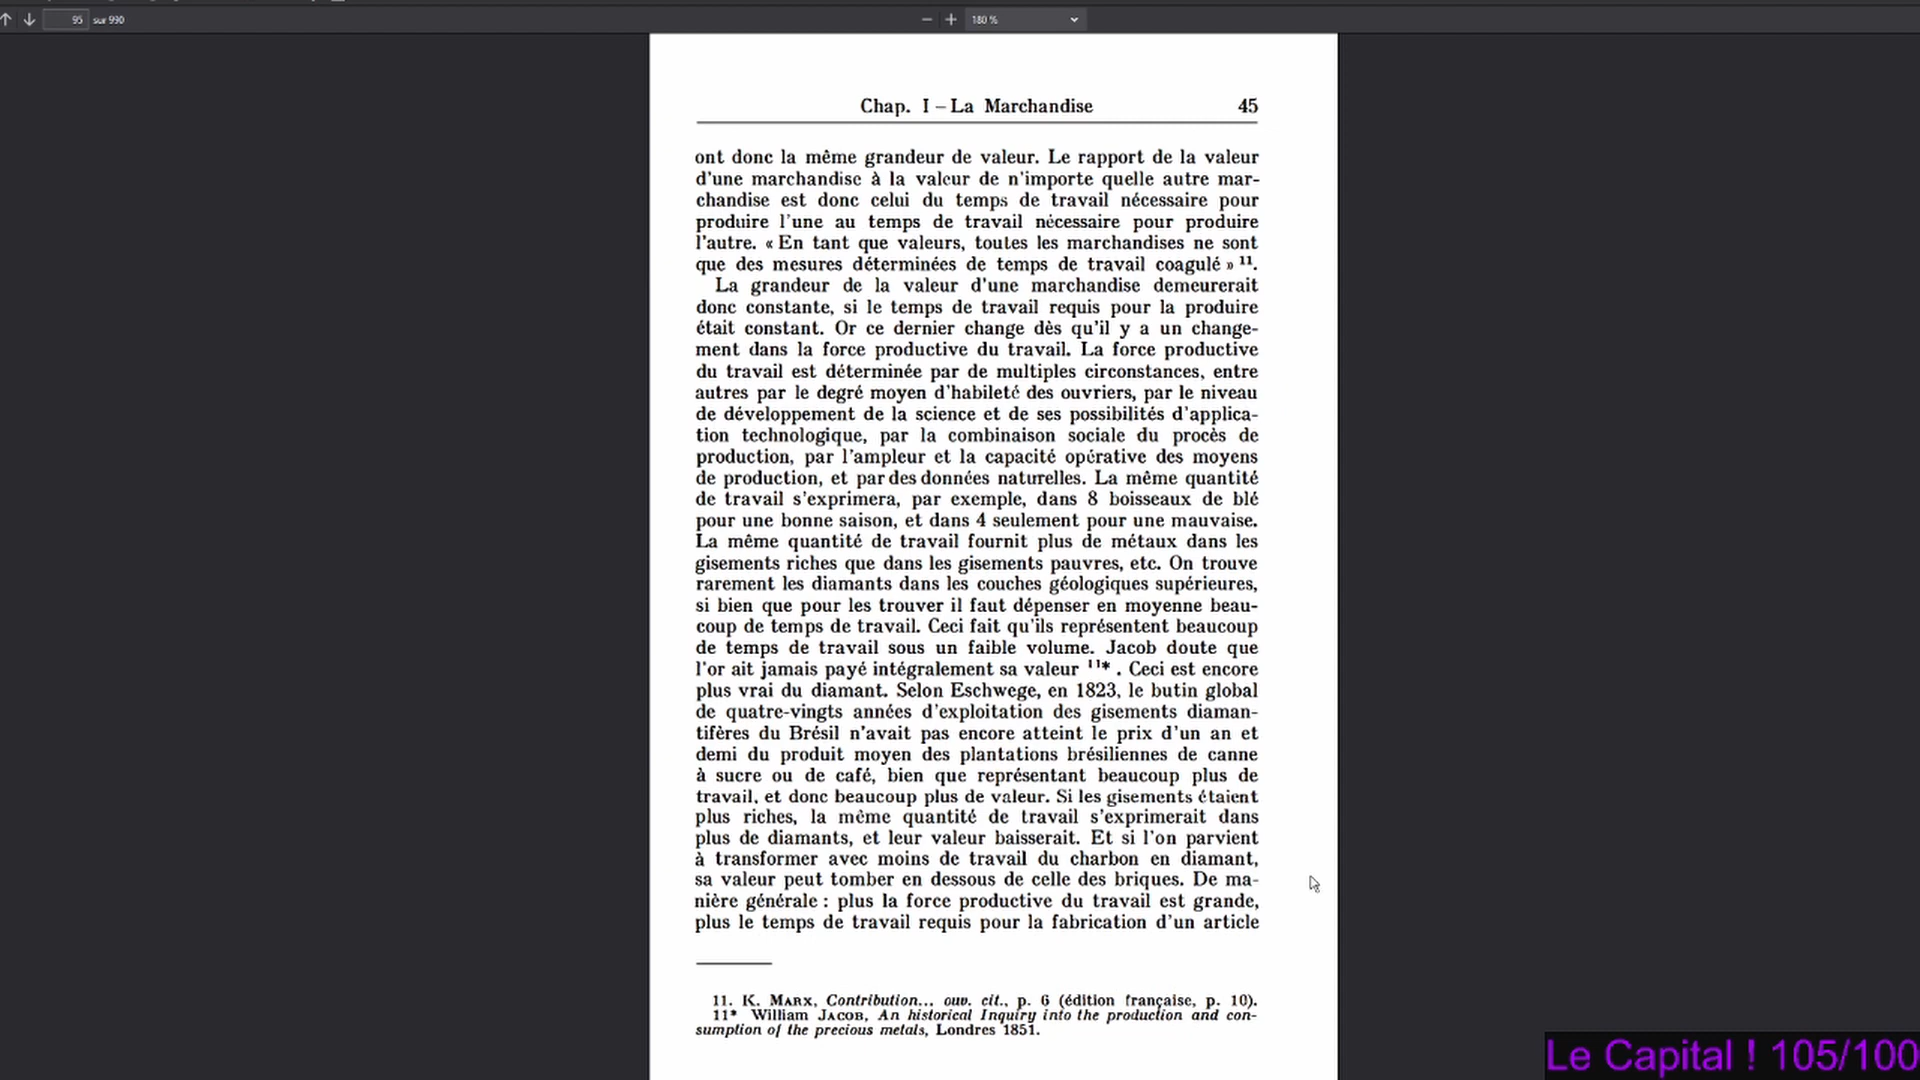 95 sur 990
180 %
Chap. I – La Marchandise 45
ont donc la même grandeur de valeur. Le rapport de la valeur
d'une marchandise à la valeur de n'importe quelle autre mar-
chandise est donc celui du temps de travail nécessaire pour
produire l'une au temps de travail nécessaire pour produire
l'autre. « En tant que valeurs, toutes les marchandises ne sont
que des mesures déterminées de temps de travail coagulé » ¹¹.
La grandeur de la valeur d'une marchandise demeurerait
donc constante, si le temps de travail requis pour la produire
était constant. Or ce dernier change dès qu'il y a un change-
ment dans la force productive du travail. La force productive
du travail est déterminée par de multiples circonstances, entre
autres par le degré moyen d'habileté des ouvriers, par le niveau
de développement de la science et de ses possibilités d'applica-
tion technologique, par la combinaison sociale du procès de
production, par l'ampleur et la capacité opérative des moyens
de production, et par des données naturelles. La même quantité
de travail s'exprimera, par exemple, dans 8 boisseaux de blé
pour une bonne saison, et dans 4 seulement pour une mauvaise.
La même quantité de travail fournit plus de métaux dans les
gisements riches que dans les gisements pauvres, etc. On trouve
rarement les diamants dans les couches géologiques supérieures,
si bien que pour les trouver il faut dépenser en moyenne beau-
coup de temps de travail. Ceci fait qu'ils représentent beaucoup
de temps de travail sous un faible volume. Jacob doute que
l'or ait jamais payé intégralement sa valeur ¹¹* . Ceci est encore
plus vrai du diamant. Selon Eschwege, en 1823, le butin global
de quatre-vingts années d'exploitation des gisements diaman-
tifères du Brésil n'avait pas encore atteint le prix d'un an et
demi du produit moyen des plantations brésiliennes de canne
à sucre ou de café, bien que représentant beaucoup plus de
travail, et donc beaucoup plus de valeur. Si les gisements étaient
plus riches, la même quantité de travail s'exprimerait dans
plus de diamants, et leur valeur baisserait. Et si l'on parvient
à transformer avec moins de travail du charbon en diamant,
sa valeur peut tomber en dessous de celle des briques. De ma-
nière générale : plus la force productive du travail est grande,
plus le temps de travail requis pour la fabrication d'un article
11. K. MARX, Contribution... ouv. cit., p. 6 (édition française, p. 10).
11* William JACOB, An historical Inquiry into the production and con-
sumption of the precious metals, Londres 1851.
Le Capital ! 105/100